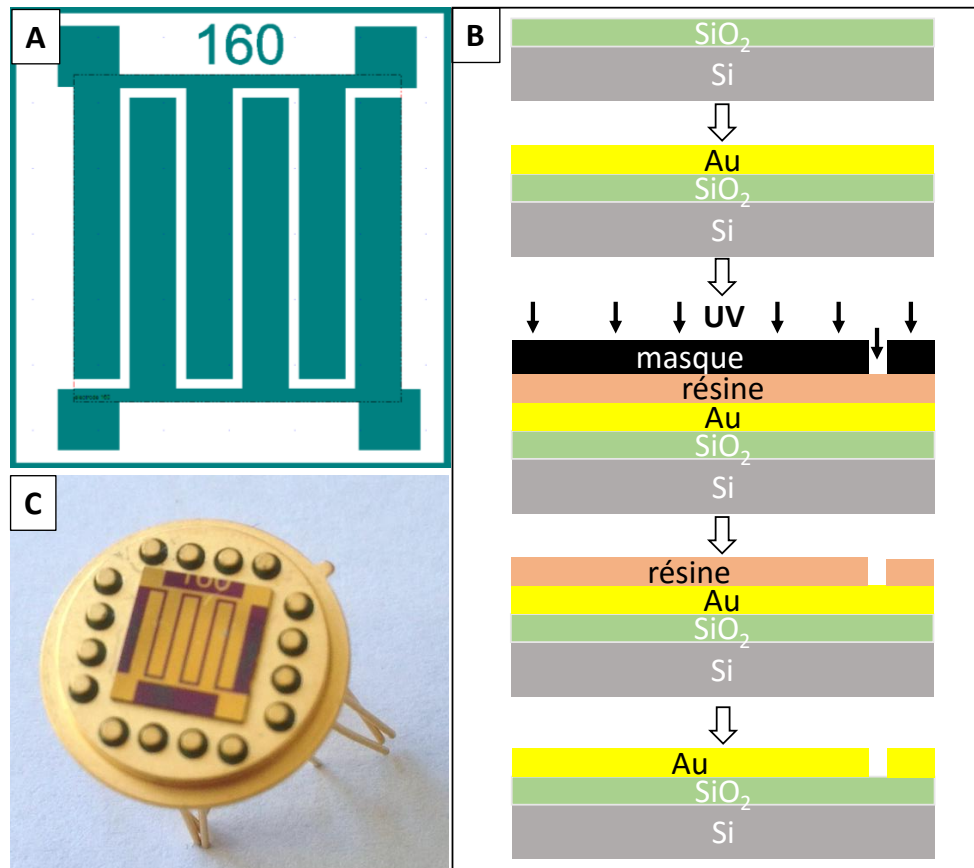 A
160
B
SiO₂
Si
Au
SiO₂
Si
UV
masque
résine
Au
SiO₂
Si
résine
Au
SiO₂
Si
Au
SiO₂
Si
C
160